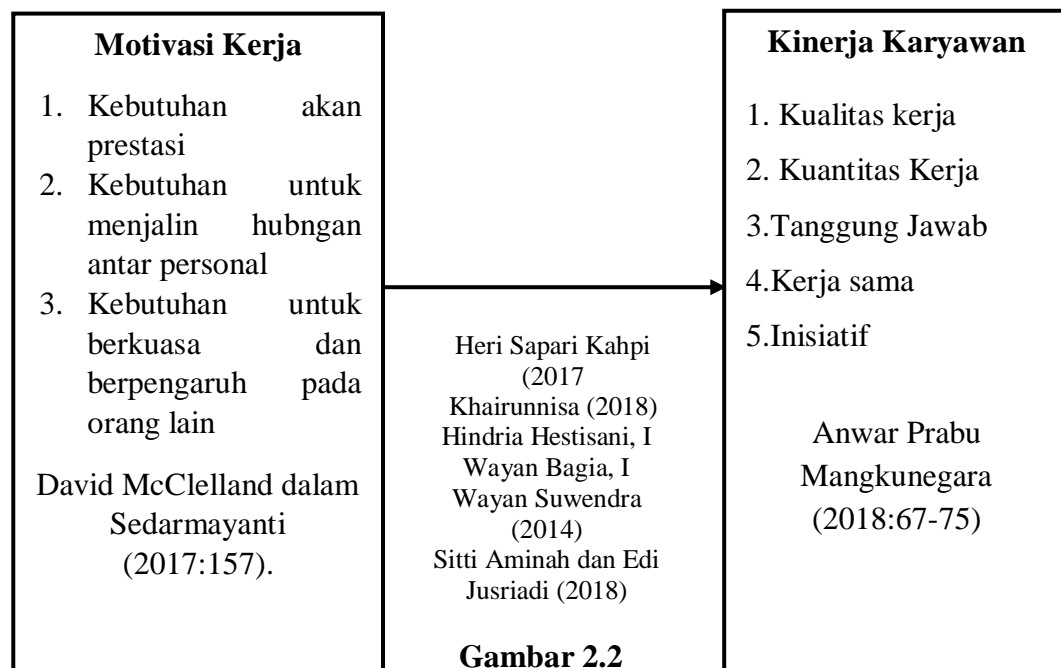 Motivasi Kerja
1. Kebutuhan akan
prestasi
2. Kebutuhan untuk
menjalin hubngan
antar personal
3. Kebutuhan untuk
berkuasa dan
berpengaruh pada
orang lain
David McClelland dalam
Sedarmayanti
(2017:157).
Heri Sapari Kahpi
(2017
Khairunnisa (2018)
Hindria Hestisani, I
Wayan Bagia, I
Wayan Suwendra
(2014)
Sitti Aminah dan Edi
Jusriadi (2018)
Gambar 2.2
Kinerja Karyawan
1. Kualitas kerja
2. Kuantitas Kerja
3.Tanggung Jawab
4.Kerja sama
5.Inisiatif
Anwar Prabu
Mangkunegara
(2018:67-75)